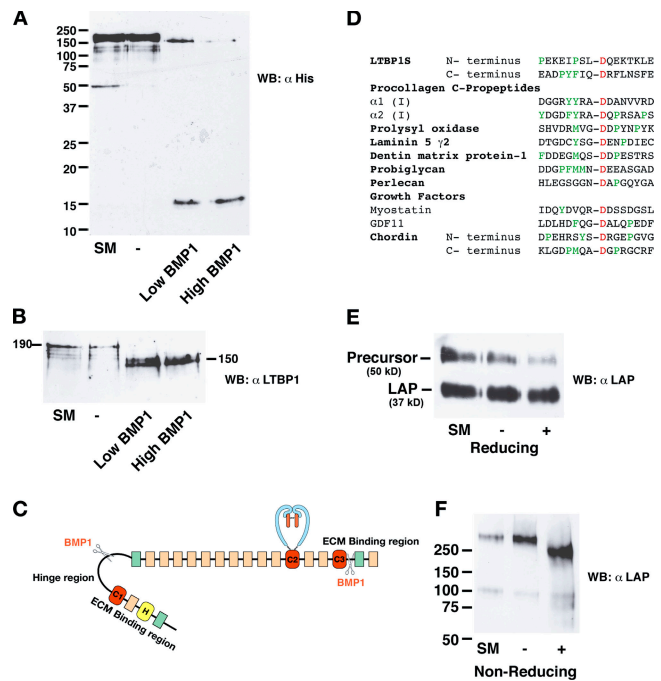 A
250
150
100
75
50
37
25
20
15
10
WB: α His
SM
-
Low BMP1
High BMP1
B
190
150
WB: α LTBP1
SM
-
Low BMP1
High BMP1
C
BMP1
Hinge region
C1
H
ECM Binding region
C2
C3
ECM Binding region
BMP1
D
LTBP1S N- terminus PEKEIPSL-DQEKTKLE
C- terminus EADPYFIQ-DRFLNSFE
Procollagen C-Propeptides
α1 (I) DGGRYYRA-DDANVVRD
α2 (I) YDGDFYRA-DQPRSAPS
Prolysyl oxidase SHVDRMVG-DDPYNPYK
Laminin 5 γ2 DTGDCYSG-DENPDIEC
Dentin matrix protein-1 FDDEGMQS-DDPESTRS
Probiglycan DDGPFMMN-DEEASGAD
Perlecan HLEGSGGN-DAPGQYGA
Growth Factors
Myostatin IDQYDVQR-DDSSDGSL
GDF11 LDLHDFQG-DALQPEDF
Chordin N- terminus DPEHRSYS-DRGEPGVG
C- terminus KLGDPMQA-DGPRGCRF
E
Precursor
(50 kD)
LAP
(37 kD)
WB: α LAP
SM
-
+
Reducing
F
250
150
100
75
50
WB: α LAP
SM
-
+
Non-Reducing